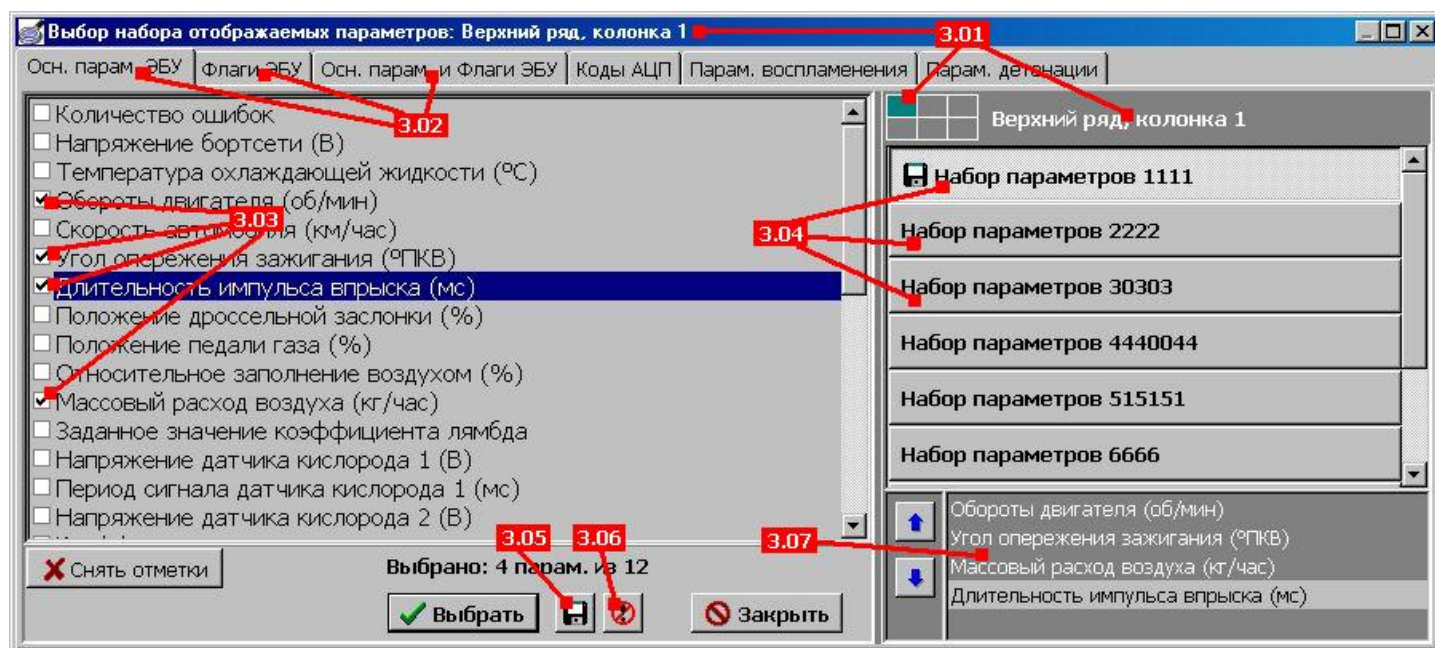 Выбор набора отображаемых параметров: Верхний ряд, колонка 1
3.01
Осн. парам. ЭБУ
Флаги ЭБУ
Осн. парам. и Флаги ЭБУ
Коды АЦП
Парам. воспламенения
Парам. детонации
Количество ошибок
3.02
Напряжение бортсети (В)
Температура охлаждающей жидкости (ºС)
Обороты двигателя (об/мин)
3.03
Скорость автомобиля (км/час)
Угол опережения зажигания (ºПКВ)
Длительность импульса впрыска (мс)
Положение дроссельной заслонки (%)
Положение педали газа (%)
Относительное заполнение воздухом (%)
Массовый расход воздуха (кг/час)
Заданное значение коэффициента лямбда
Напряжение датчика кислорода 1 (В)
Период сигнала датчика кислорода 1 (мс)
Напряжение датчика кислорода 2 (В)
Снять отметки
Выбрано: 4 парам. из 12
3.05
3.06
Выбрать
Закрыть
Верхний ряд, колонка 1
Набор параметров 1111
3.04
Набор параметров 2222
Набор параметров 30303
Набор параметров 4440044
Набор параметров 515151
Набор параметров 6666
3.07
Обороты двигателя (об/мин)
Угол опережения зажигания (ºПКВ)
Массовый расход воздуха (кг/час)
Длительность импульса впрыска (мс)